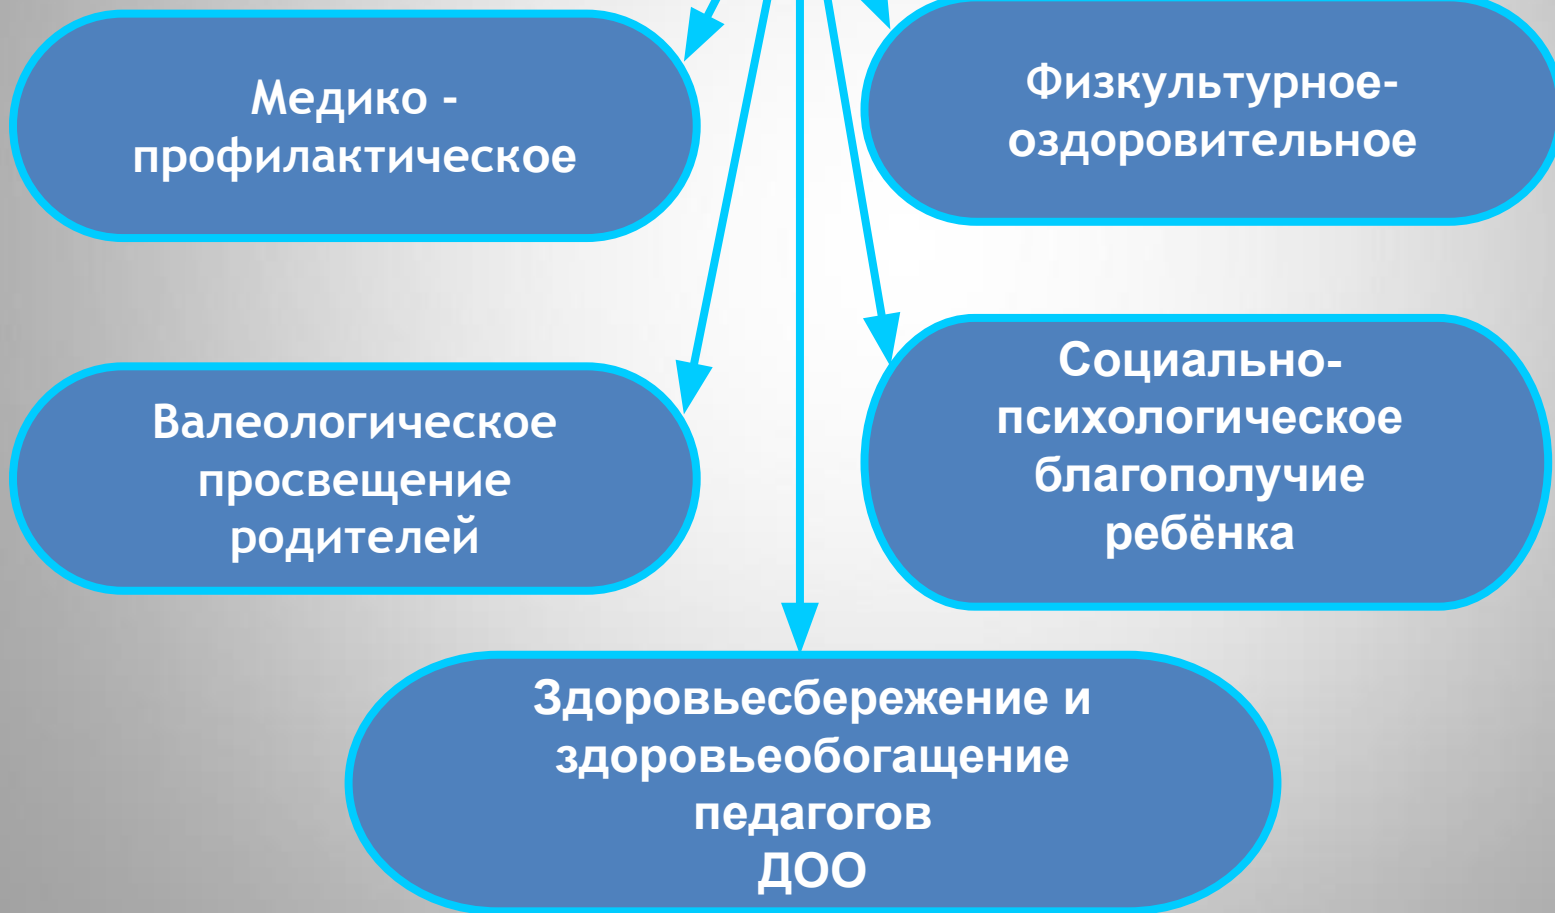 Медико -
профилактическое
Физкультурное-
оздоровительное
Валеологическое
просвещение
родителей
Социально-
психологическое
благополучие
ребёнка
Здоровьесбережение и
здоровьеобогащение
педагогов
ДОО